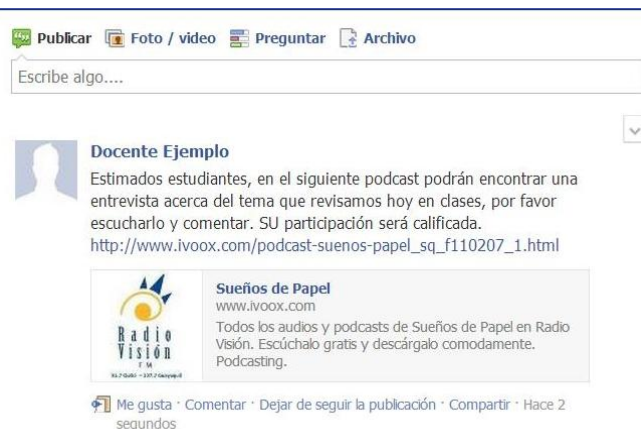 Publicar Foto / video Preguntar Archivo
Escribe algo....
Docente Ejemplo
Estimados estudiantes, en el siguiente podcast podrán encontrar una
entrevista acerca del tema que revisamos hoy en clases, por favor
escucharlo y comentar. SU participación será calificada.
http://www.ivoox.com/podcast-suenos-papel_sq_f110207_1.html
Radio
Visión
FM
Sueños de Papel
www.ivoox.com
Todos los audios y podcasts de Sueños de Papel en Radio
Visión. Escúchalo gratis y descárgalo comodamente.
Podcasting.
Me gusta · Comentar · Dejar de seguir la publicación · Compartir · Hace 2
segundos